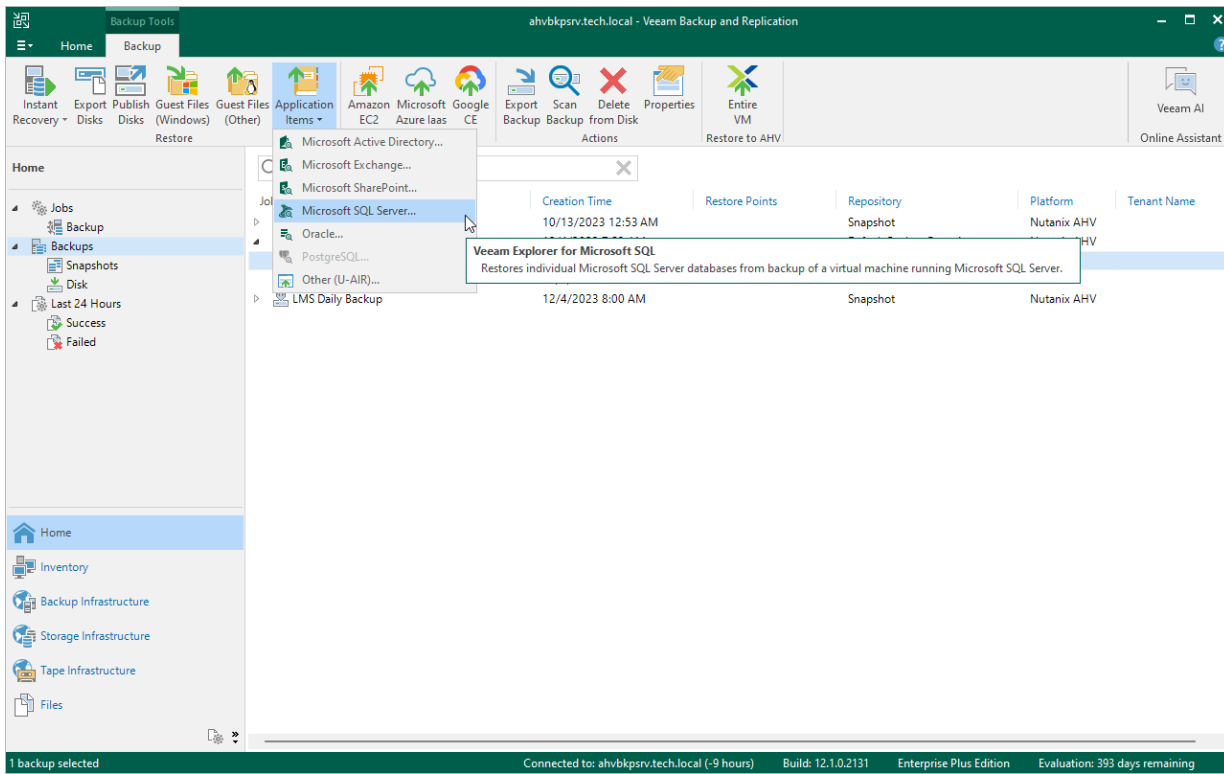 Backup Tools
ahvbkpsrv.tech.local - Veeam Backup and Replication
Home Backup
Instant Recovery
Export Disks
Publish Disks
Guest Files (Windows)
Guest Files (Other)
Application Items
Amazon EC2
Microsoft Azure Iaas
Google CE
Export Backup
Scan Backup
Delete from Disk
Properties
Entire VM
Veeam AI
Restore
Actions
Restore to AHV
Online Assistant
Microsoft Active Directory...
Microsoft Exchange...
Microsoft SharePoint...
Microsoft SQL Server...
Oracle...
PostgreSQL...
Other (U-AIR)...
Home
Jobs
Backup
Backups
Snapshots
Disk
Last 24 Hours
Success
Failed
Creation Time Restore Points Repository Platform Tenant Name
10/13/2023 12:53 AM Snapshot Nutanix AHV
Veeam Explorer for Microsoft SQL
Restores individual Microsoft SQL Server databases from backup of a virtual machine running Microsoft SQL Server.
LMS Daily Backup 12/4/2023 8:00 AM Snapshot Nutanix AHV
Home
Inventory
Backup Infrastructure
Storage Infrastructure
Tape Infrastructure
Files
1 backup selected
Connected to: ahvbkpsrv.tech.local (-9 hours) Build: 12.1.0.2131 Enterprise Plus Edition Evaluation: 393 days remaining